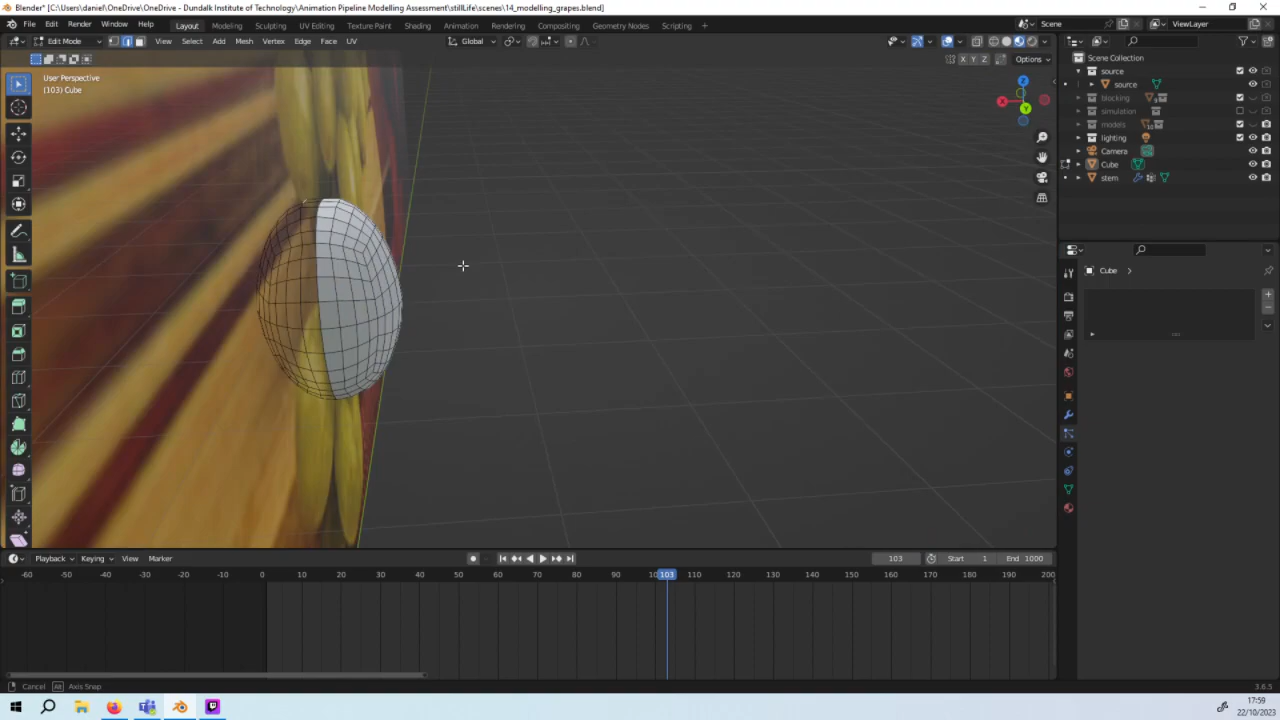 Blender* [C:\Users\daniel\OneDrive\OneDrive - Dundalk Institute of Technology\Animation Pipeline Modelling Assessment\stillLife\scenes\14_modelling_grapes.blend]
File Edit Render Window Help Layout Modeling Sculpting UV Editing Texture Paint Shading Animation Rendering Compositing Geometry Nodes Scripting + Scene ViewLayer
Edit Mode View Select Add Mesh Vertex Edge Face UV Global
X Y Z Options
User Perspective
(103) Cube
Z
X
Y
Scene Collection
source
source
blocking
simulation
models
lighting
Camera
Cube
stem
Cube
Playback Keying View Marker 103 Start 1 End 1000
-60 -50 -40 -30 -20 -10 0 10 20 30 40 50 60 70 80 90 103 110 120 130 140 150 160 170 180 190 200
Cancel Alt Axis Snap 3.6.5
17:59
22/10/2023